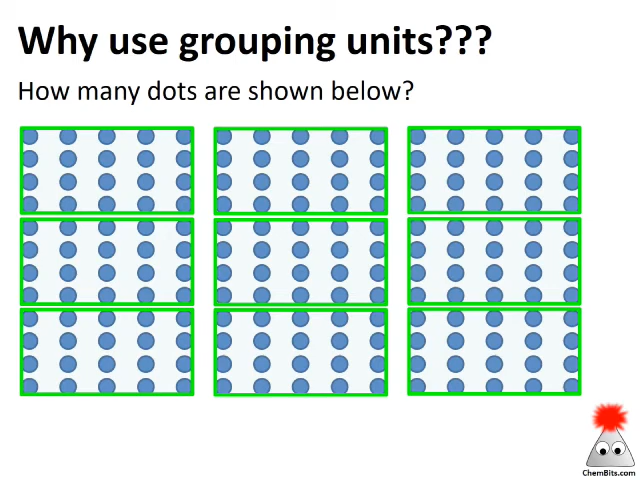 Why use grouping units???
How many dots are shown below?
ChemBits.com